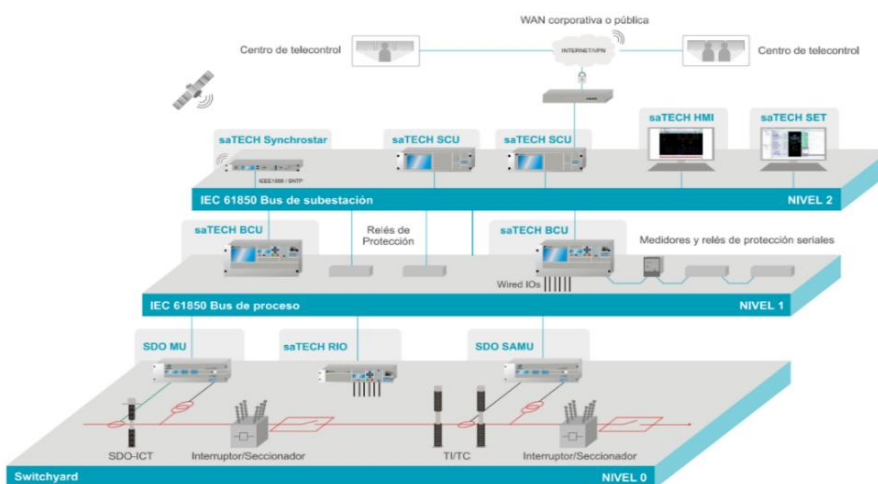 WAN corporativa o pública
Centro de telecontrol
INTERNET/VPN
Centro de telecontrol
saTECH Synchrostar
saTECH SCU
saTECH SCU
saTECH HMI
saTECH SET
IEEE1588 / SNTP
IEC 61850 Bus de subestación
NIVEL 2
saTECH BCU
Relés de
Protección
saTECH BCU
Medidores y relés de protección seriales
Wired IOs
IEC 61850 Bus de proceso
NIVEL 1
SDO MU
saTECH RIO
SDO SAMU
SDO-ICT
Interruptor/Seccionador
TI/TC
Interruptor/Seccionador
Switchyard
NIVEL 0